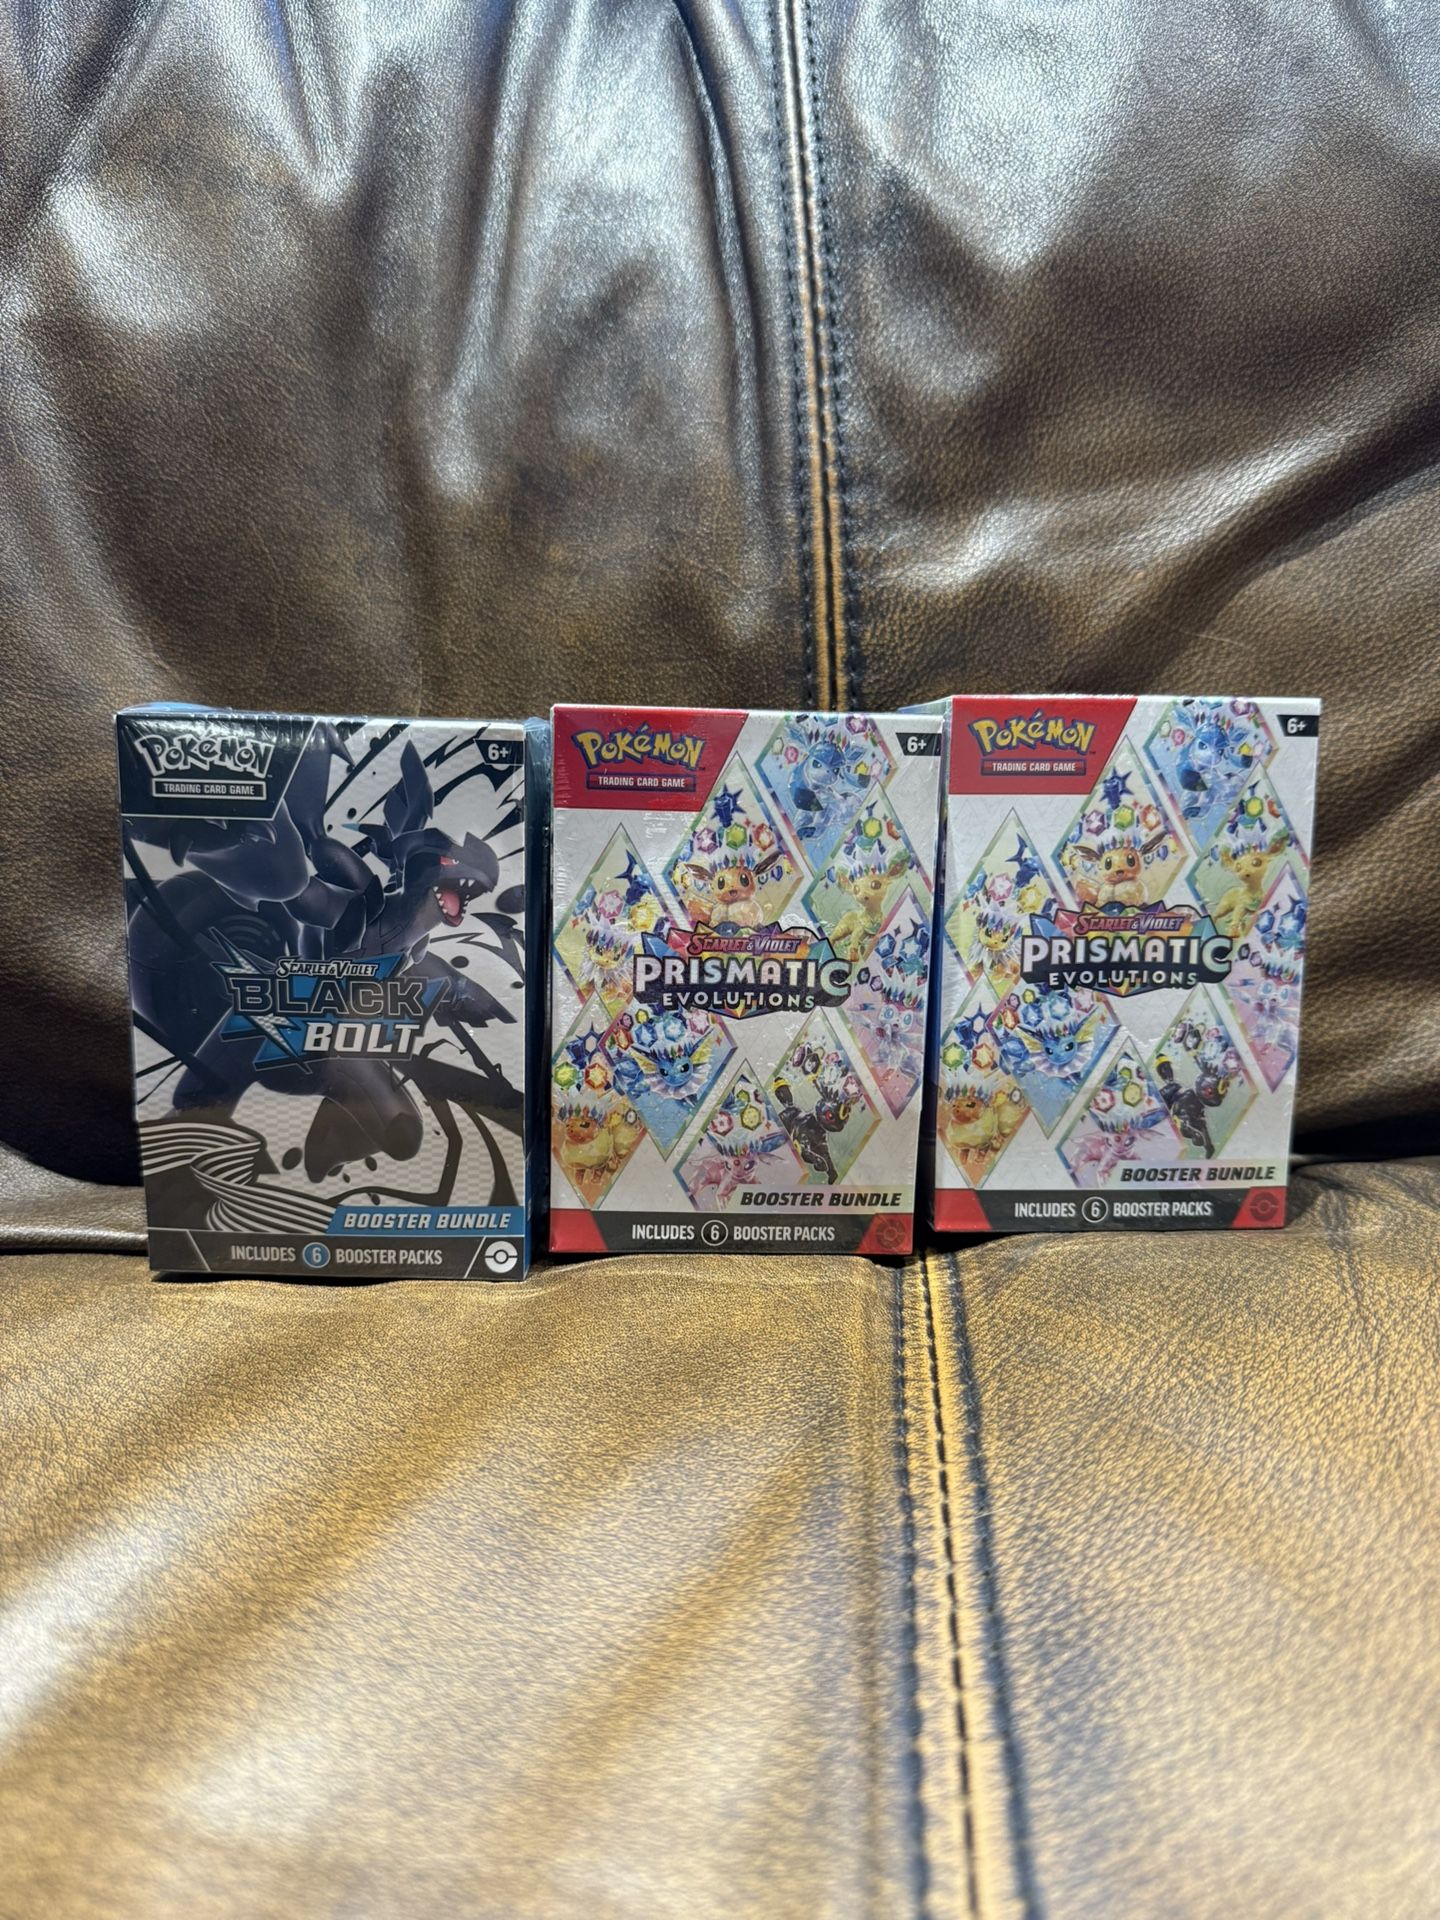 POKÉMON
TRADING CARD GAME
6+
SCARLET & VIOLET
BLACK
BOLT
BOOSTER BUNDLE
INCLUDES 6 BOOSTER PACKS
POKÉMON
TRADING CARD GAME
6+
SCARLET & VIOLET
PRISMATIC
EVOLUTIONS
BOOSTER BUNDLE
INCLUDES 6 BOOSTER PACKS
POKÉMON
TRADING CARD GAME
6+
SCARLET & VIOLET
PRISMATIC
EVOLUTIONS
BOOSTER BUNDLE
INCLUDES 6 BOOSTER PACKS